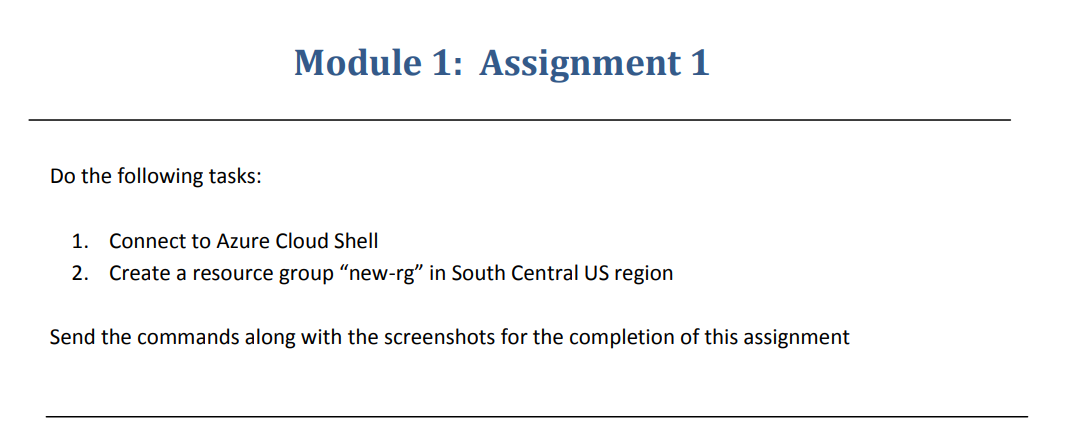 Module 1: Assignment 1
Do the following tasks:
1. Connect to Azure Cloud Shell
2. Create a resource group “new-rg” in South Central US region
Send the commands along with the screenshots for the completion of this assignment